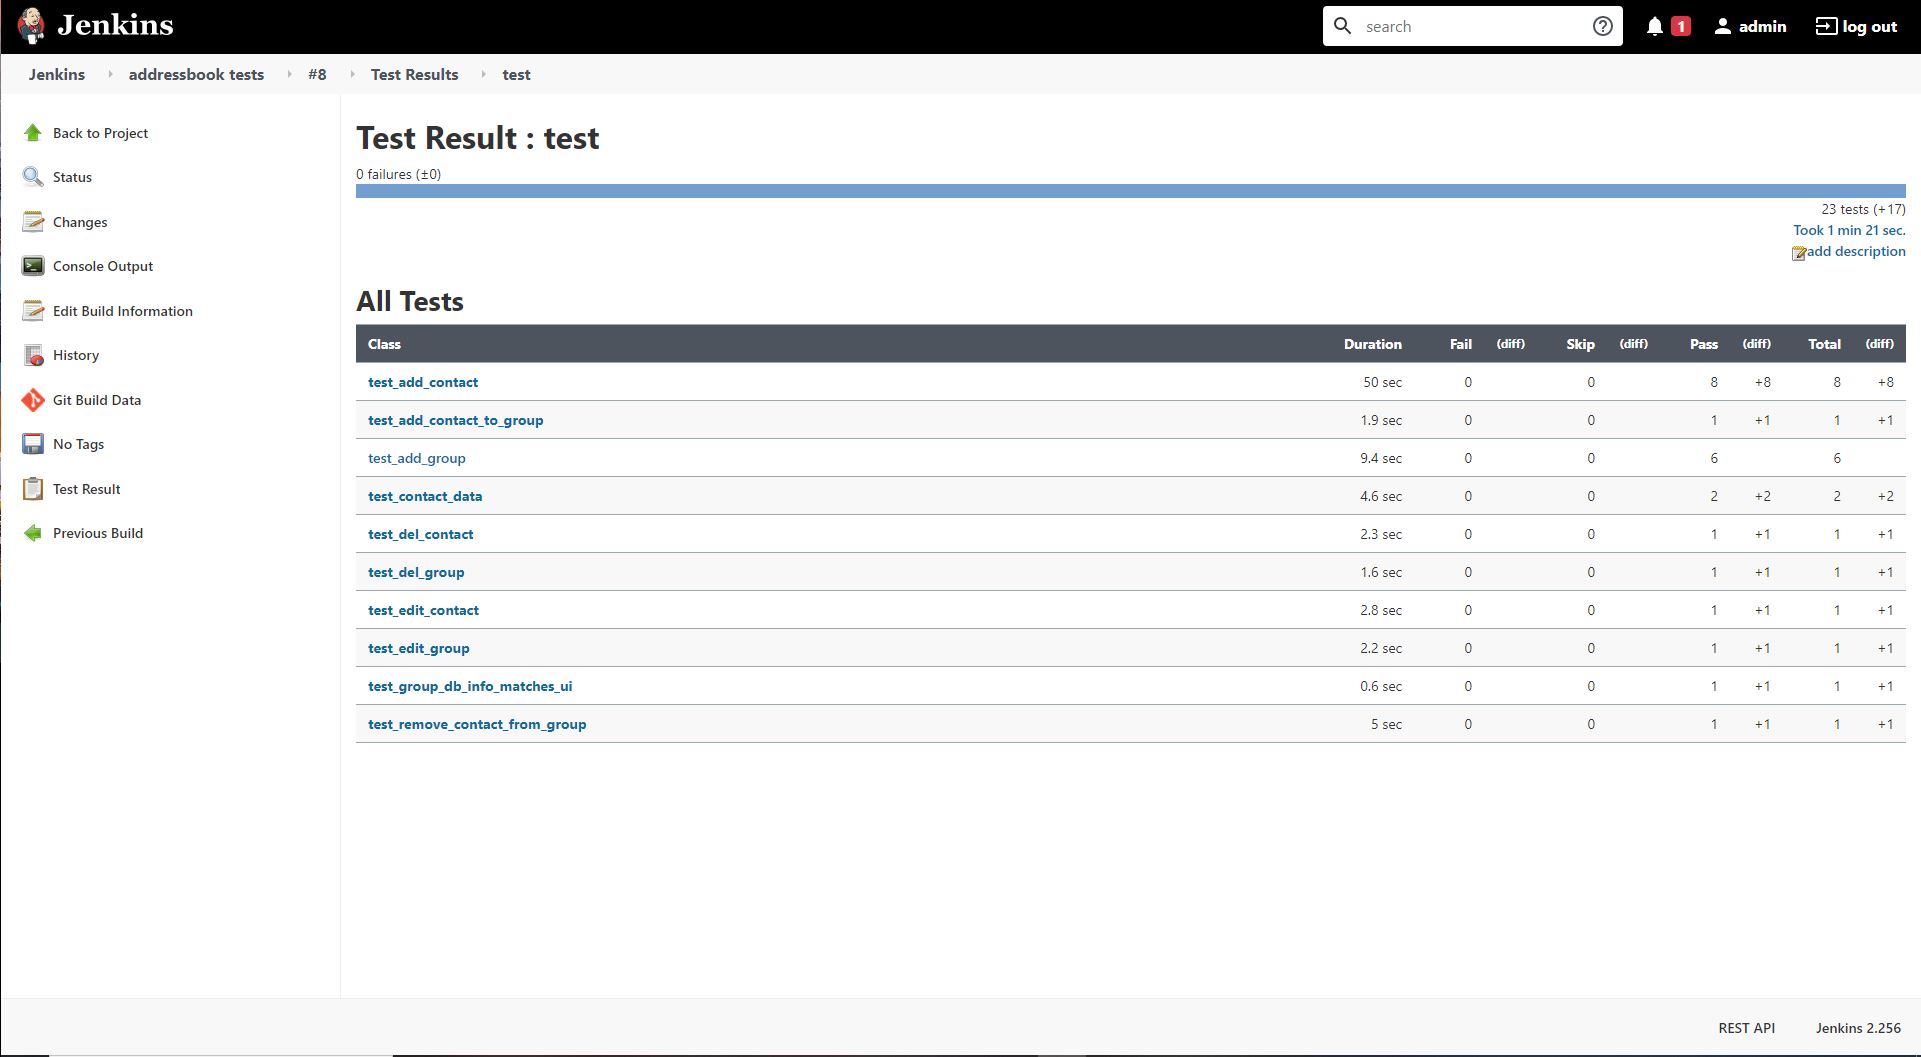 Jenkins search 1 admin log out
Jenkins addressbook tests #8 Test Results test
Back to Project
Status
Changes
Console Output
Edit Build Information
History
Git Build Data
No Tags
Test Result
Previous Build
Test Result : test
0 failures (±0)
23 tests (+17)
Took 1 min 21 sec.
add description
All Tests
Class Duration Fail (diff) Skip (diff) Pass (diff) Total (diff)
test_add_contact 50 sec 0 0 8 +8 8 +8
test_add_contact_to_group 1.9 sec 0 0 1 +1 1 +1
test_add_group 9.4 sec 0 0 6 6
test_contact_data 4.6 sec 0 0 2 +2 2 +2
test_del_contact 2.3 sec 0 0 1 +1 1 +1
test_del_group 1.6 sec 0 0 1 +1 1 +1
test_edit_contact 2.8 sec 0 0 1 +1 1 +1
test_edit_group 2.2 sec 0 0 1 +1 1 +1
test_group_db_info_matches_ui 0.6 sec 0 0 1 +1 1 +1
test_remove_contact_from_group 5 sec 0 0 1 +1 1 +1
REST API Jenkins 2.256